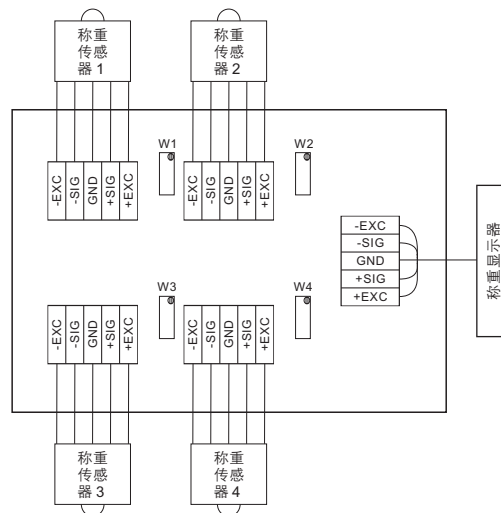 称重
传感
器 1
称重
传感
器 2
W1
W2
-EXC
-SIG
GND
+SIG
+EXC
-EXC
-SIG
GND
+SIG
+EXC
-EXC
-SIG
GND
+SIG
+EXC
称重显示器
W3
W4
-EXC
-SIG
GND
+SIG
+EXC
-EXC
-SIG
GND
+SIG
+EXC
称重
传感
器 3
称重
传感
器 4